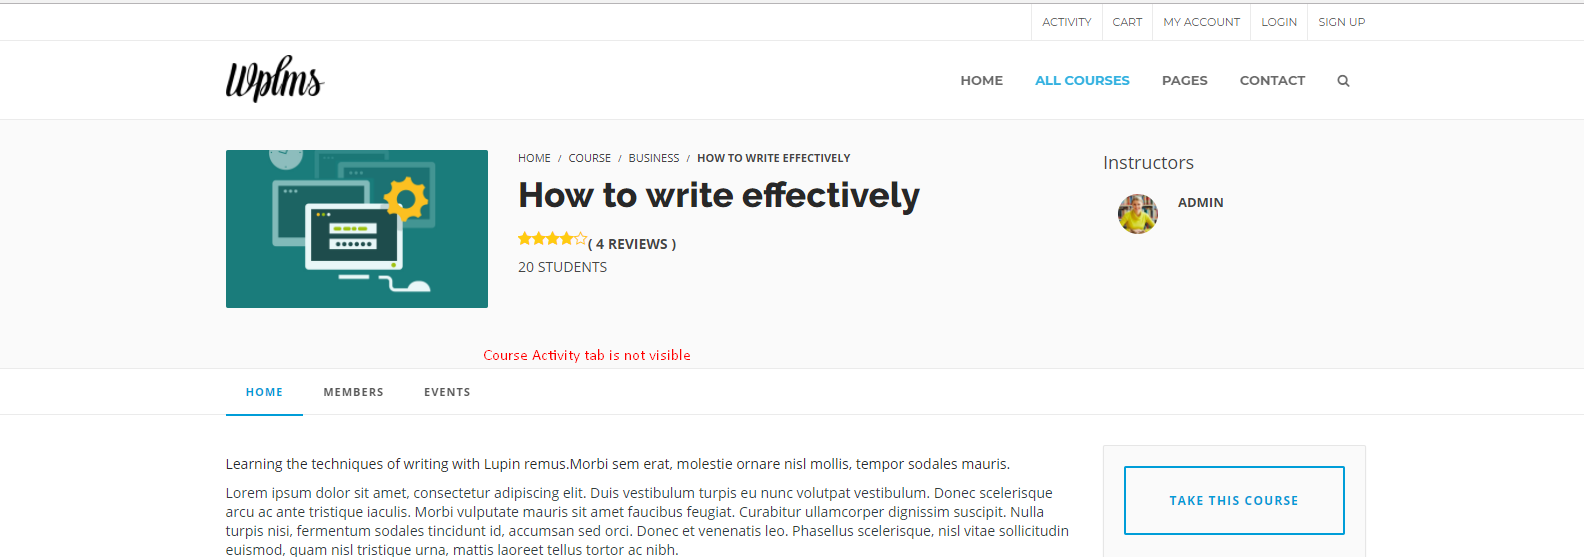 ACTIVITY CART MY ACCOUNT LOGIN SIGN UP
Wplms
HOME ALL COURSES PAGES CONTACT
HOME / COURSE / BUSINESS / HOW TO WRITE EFFECTIVELY
How to write effectively
( 4 REVIEWS )
20 STUDENTS
Instructors
ADMIN
Course Activity tab is not visible
HOME MEMBERS EVENTS
Learning the techniques of writing with Lupin remus.Morbi sem erat, molestie ornare nisl mollis, tempor sodales mauris.
Lorem ipsum dolor sit amet, consectetur adipiscing elit. Duis vestibulum turpis eu nunc volutpat vestibulum. Donec scelerisque
arcu ac ante tristique iaculis. Morbi vulputate mauris sit amet faucibus feugiat. Curabitur ullamcorper dignissim suscipit. Nulla
turpis nisi, fermentum sodales tincidunt id, accumsan sed orci. Donec et venenatis leo. Phasellus scelerisque, nisl vitae sollicitudin
euismod, quam nisl tristique urna, mattis laoreet tellus tortor ac nibh.
TAKE THIS COURSE